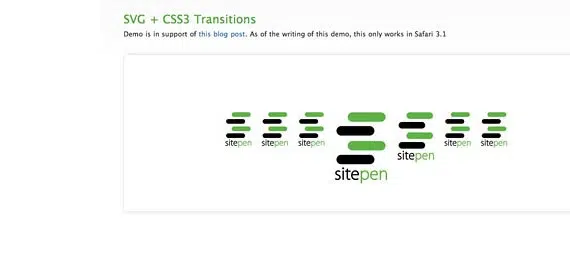 SVG + CSS3 Transitions
Demo is in support of this blog post. As of the writing of this demo, this only works in Safari 3.1
sitepen sitepen sitepen sitepen sitepen sitepen sitepen